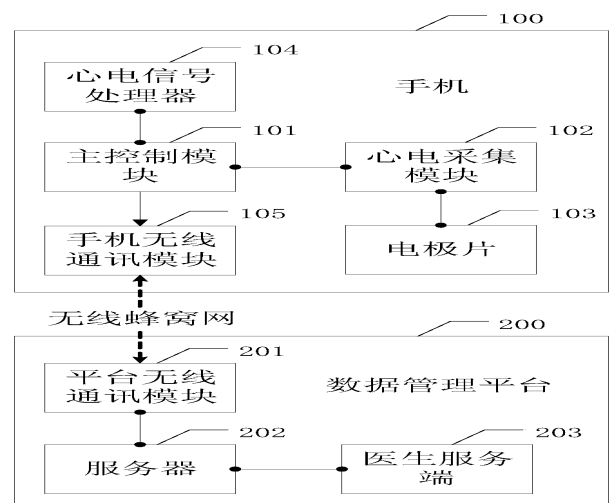 100
104
心电信号
处理器
手机
101
主控制模
块
102
心电采集
模块
105
手机无线
通讯模块
103
电极片
无线蜂窝网
200
201
平台无线
通讯模块
数据管理平台
202
服务器
203
医生服务
端